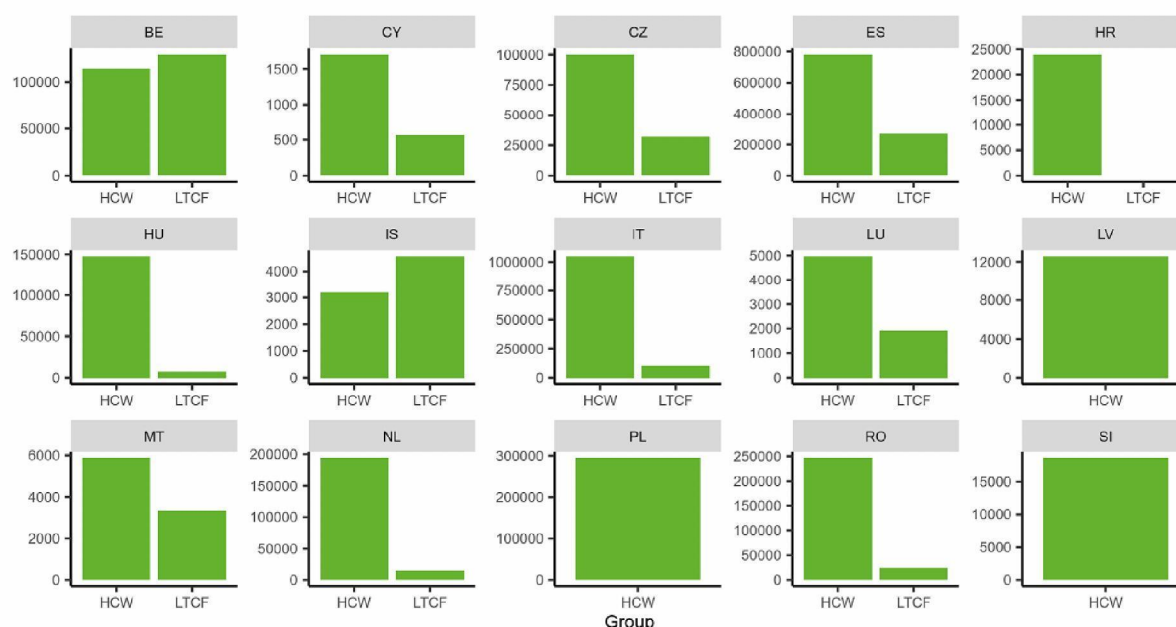 BE CY CZ ES HR
100000 1500 100000 800000 25000
50000 1000 75000 600000 20000
0 500 50000 400000 15000
0 25000 200000 10000
0 0 5000
0
HCW LTCF HCW LTCF HCW LTCF HCW LTCF HCW LTCF
HU IS IT LU LV
150000 4000 1000000 5000 12000
100000 3000 750000 4000 8000
50000 2000 500000 3000 4000
0 1000 250000 2000 0
0 0 1000
0
HCW LTCF HCW LTCF HCW LTCF HCW LTCF HCW
MT NL PL RO SI
6000 200000 300000 250000 15000
4000 150000 200000 200000 10000
2000 100000 100000 150000 5000
0 50000 0 100000 0
0 50000
0
HCW LTCF HCW LTCF HCW HCW LTCF HCW
Group